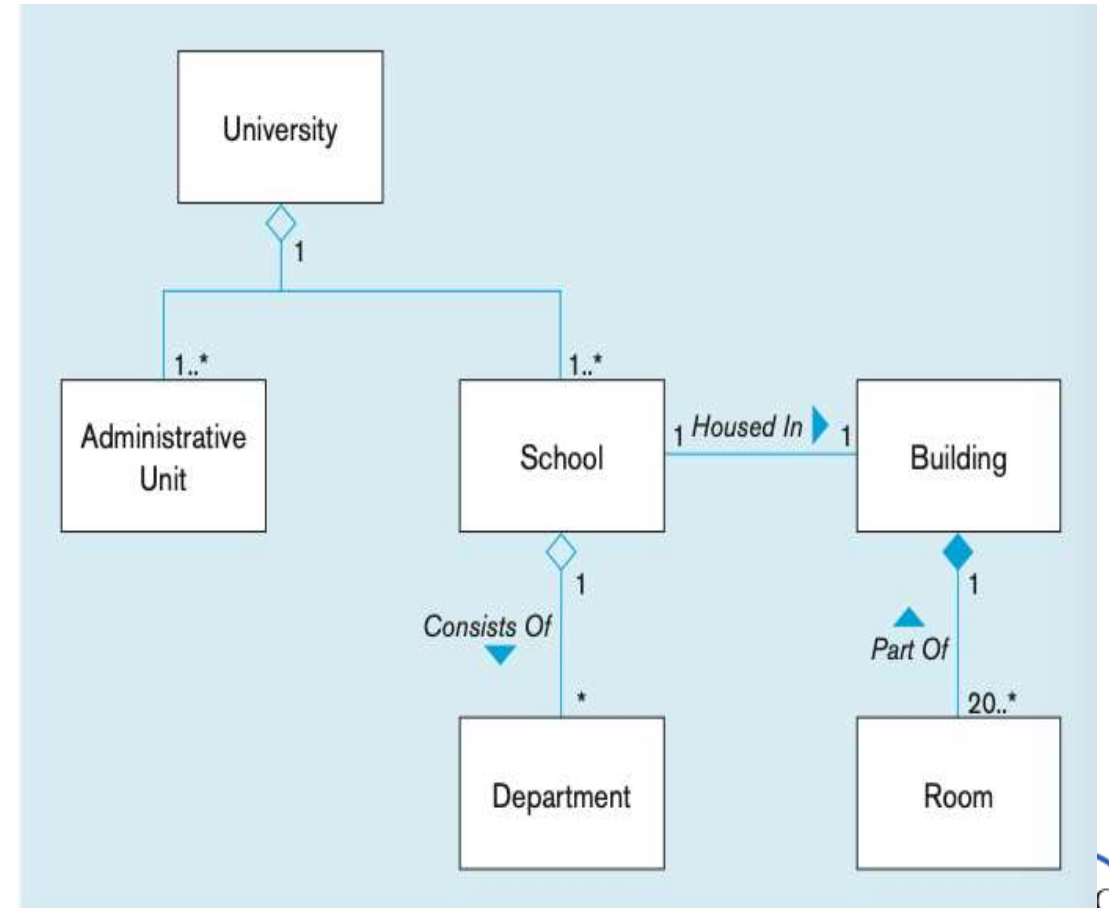 University
1
1..*
1..*
Administrative
Unit
School
1 Housed In 1
Building
1
Consists Of
*
1
Part Of
20..*
Department
Room